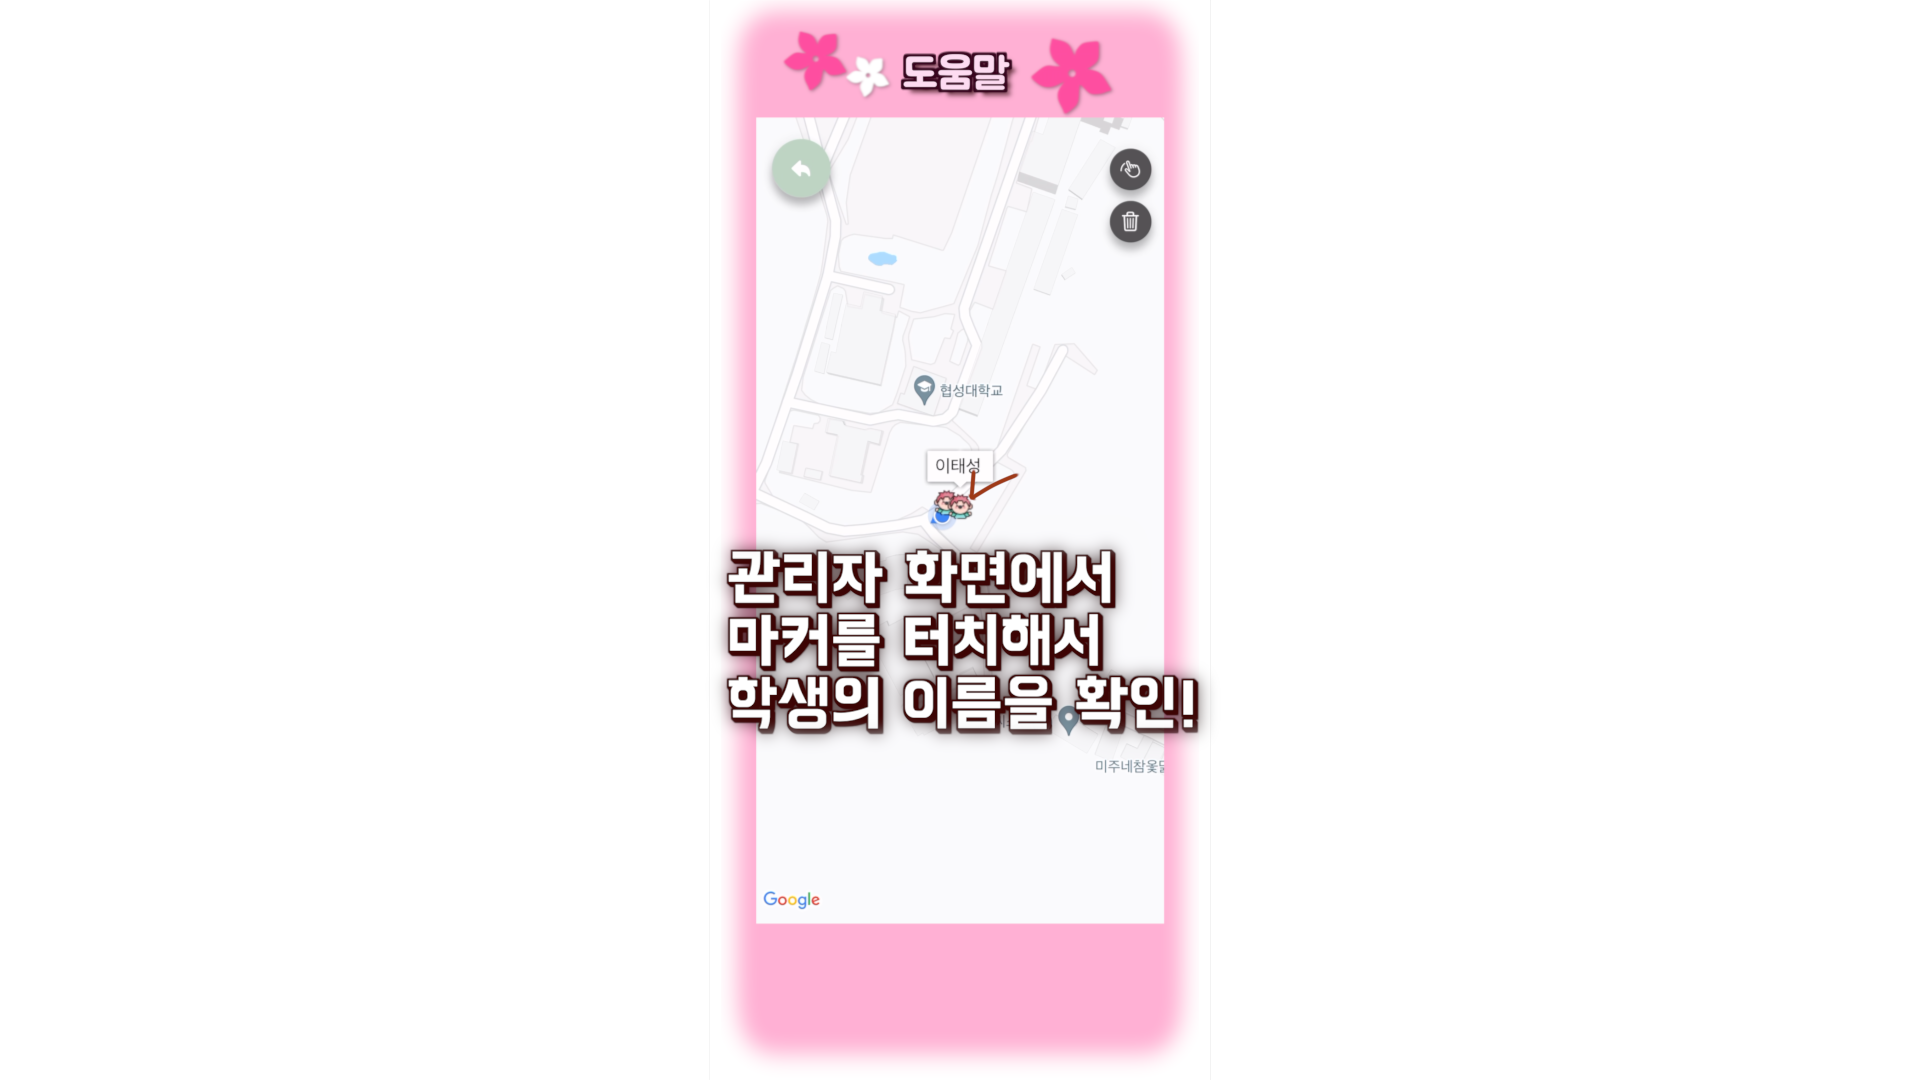 도움말
협성대학교
이태성
관리자 화면에서
마커를 터치해서
학생의 이름을 확인!
미주네참옻닭
Google